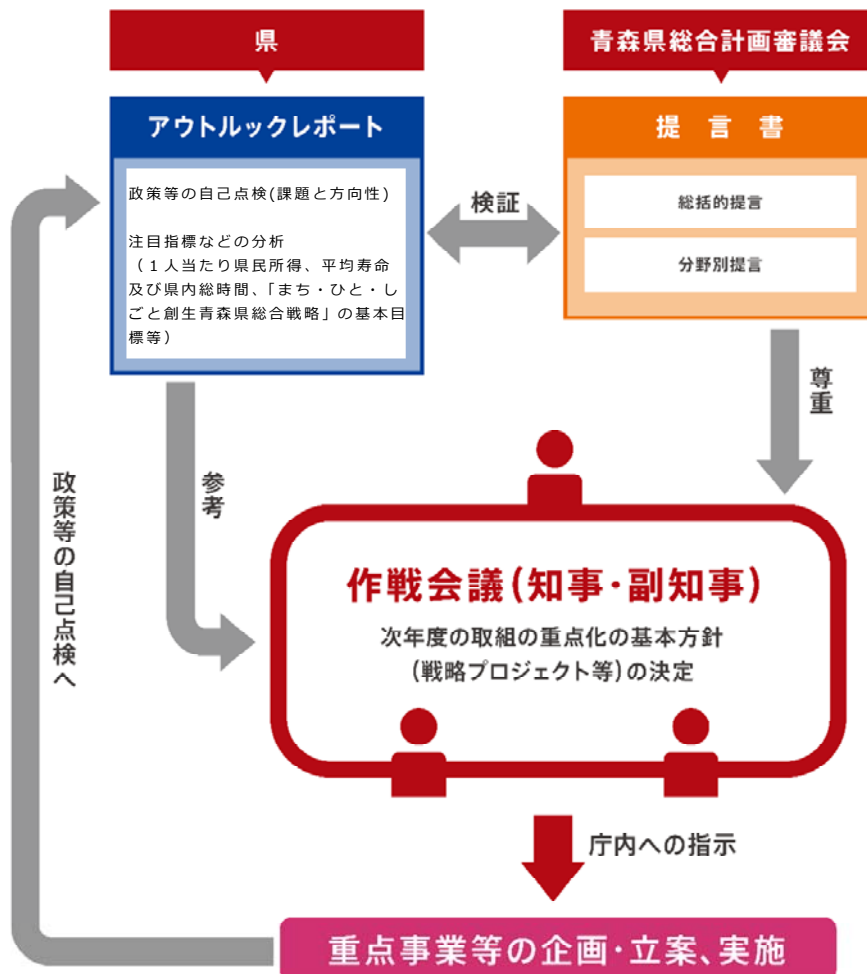 県
青森県総合計画審議会
アウトルックレポート
政策等の自己点検(課題と方向性)
注目指標などの分析
(1人当たり県民所得、平均寿命
及び県内総時間、「まち・ひと・し
ごと創生青森県総合戦略」の基本目
標等)
検証
提言書
総括的提言
分野別提言
尊重
参考
政策等の自己点検へ
作戦会議(知事・副知事)
次年度の取組の重点化の基本方針
(戦略プロジェクト等)の決定
庁内への指示
重点事業等の企画・立案、実施